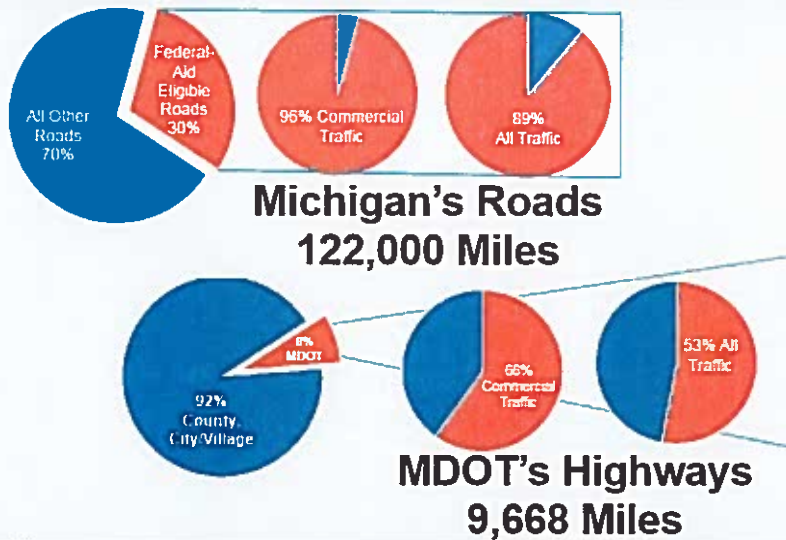 All Other
Roads
70%
Federal-
Aid
Eligible
Roads
30%
96% Commercial
Traffic
89%
All Traffic
Michigan's Roads
122,000 Miles
92%
County,
City/Village
8%
MDOT
66%
Commercial
Traffic
53% All
Traffic
MDOT's Highways
9,668 Miles